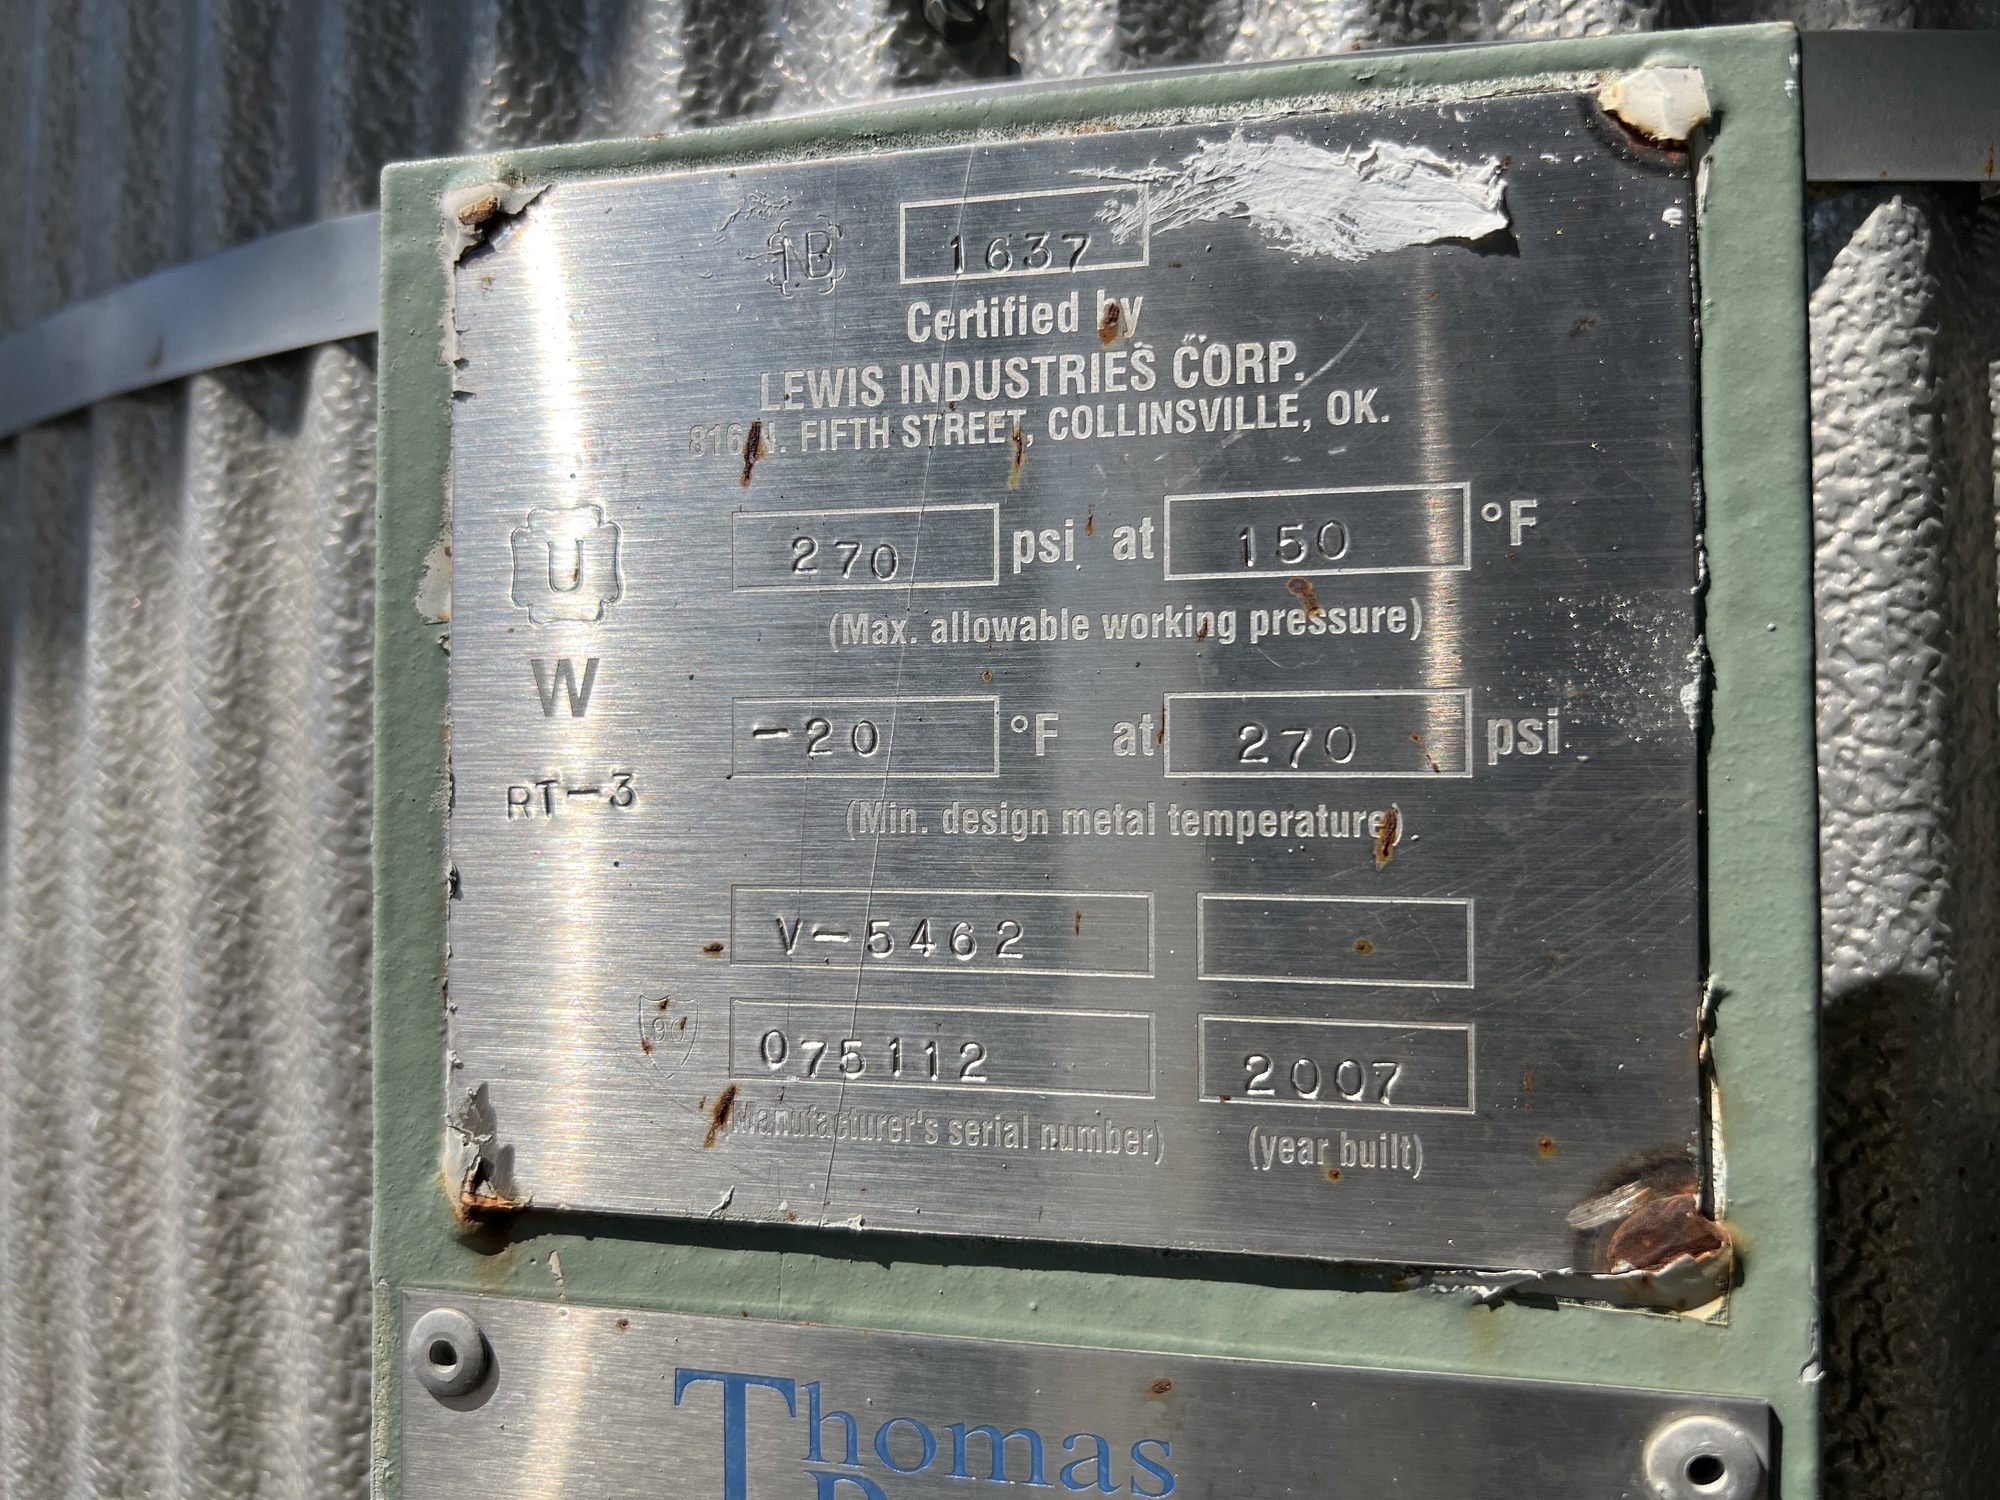 NB 1637
Certified by
LEWIS INDUSTRIES CORP.
816 N. FIFTH STREET, COLLINSVILLE, OK.
U
270 psi at 150 °F
(Max. allowable working pressure)
W
-20 °F at 270 psi
RT-3
(Min. design metal temperature)
V-5462
90
075112 2007
(Manufacturer's serial number) (year built)
Thomas